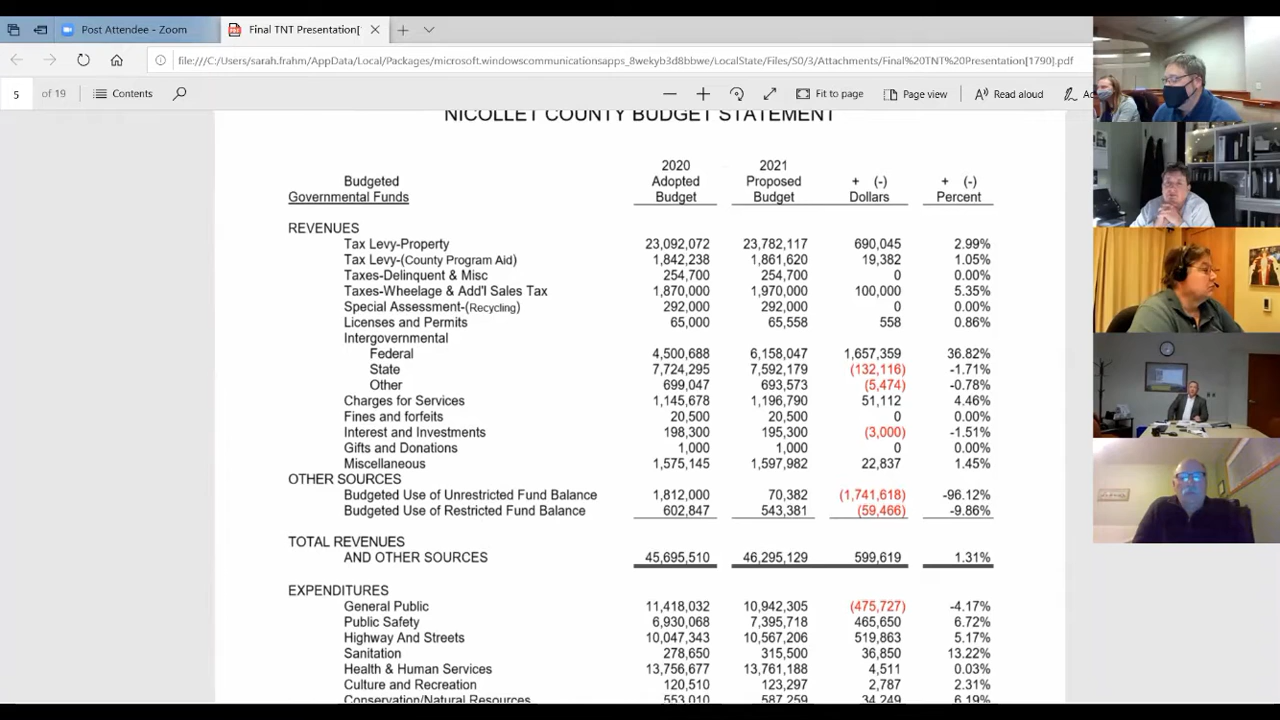 Post Attendee - Zoom
Final TNT Presentation[
file:///C:/Users/sarah.frahm/AppData/Local/Packages/microsoft.windowscommunicationsapps_8wekyb3d8bbwe/LocalState/Files/S0/3/Attachments/Final%20TNT%20Presentation[1790].pdf
5 of 19 Contents Fit to page Page view Read aloud
NICOLLET COUNTY BUDGET STATEMENT
2020 2021
Budgeted Adopted Proposed + (-) + (-)
Governmental Funds Budget Budget Dollars Percent
REVENUES
Tax Levy-Property 23,092,072 23,782,117 690,045 2.99%
Tax Levy-(County Program Aid) 1,842,238 1,861,620 19,382 1.05%
Taxes-Delinquent & Misc 254,700 254,700 0 0.00%
Taxes-Wheelage & Add'l Sales Tax 1,870,000 1,970,000 100,000 5.35%
Special Assessment-(Recycling) 292,000 292,000 0 0.00%
Licenses and Permits 65,000 65,558 558 0.86%
Intergovernmental
Federal 4,500,688 6,158,047 1,657,359 36.82%
State 7,724,295 7,592,179 (132,116) -1.71%
Other 699,047 693,573 (5,474) -0.78%
Charges for Services 1,145,678 1,196,790 51,112 4.46%
Fines and forfeits 20,500 20,500 0 0.00%
Interest and Investments 198,300 195,300 (3,000) -1.51%
Gifts and Donations 1,000 1,000 0 0.00%
Miscellaneous 1,575,145 1,597,982 22,837 1.45%
OTHER SOURCES
Budgeted Use of Unrestricted Fund Balance 1,812,000 70,382 (1,741,618) -96.12%
Budgeted Use of Restricted Fund Balance 602,847 543,381 (59,466) -9.86%
TOTAL REVENUES
AND OTHER SOURCES 45,695,510 46,295,129 599,619 1.31%
EXPENDITURES
General Public 11,418,032 10,942,305 (475,727) -4.17%
Public Safety 6,930,068 7,395,718 465,650 6.72%
Highway And Streets 10,047,343 10,567,206 519,863 5.17%
Sanitation 278,650 315,500 36,850 13.22%
Health & Human Services 13,756,677 13,761,188 4,511 0.03%
Culture and Recreation 120,510 123,297 2,787 2.31%
Conservation/Natural Resources 553,010 587,259 34,249 6.19%